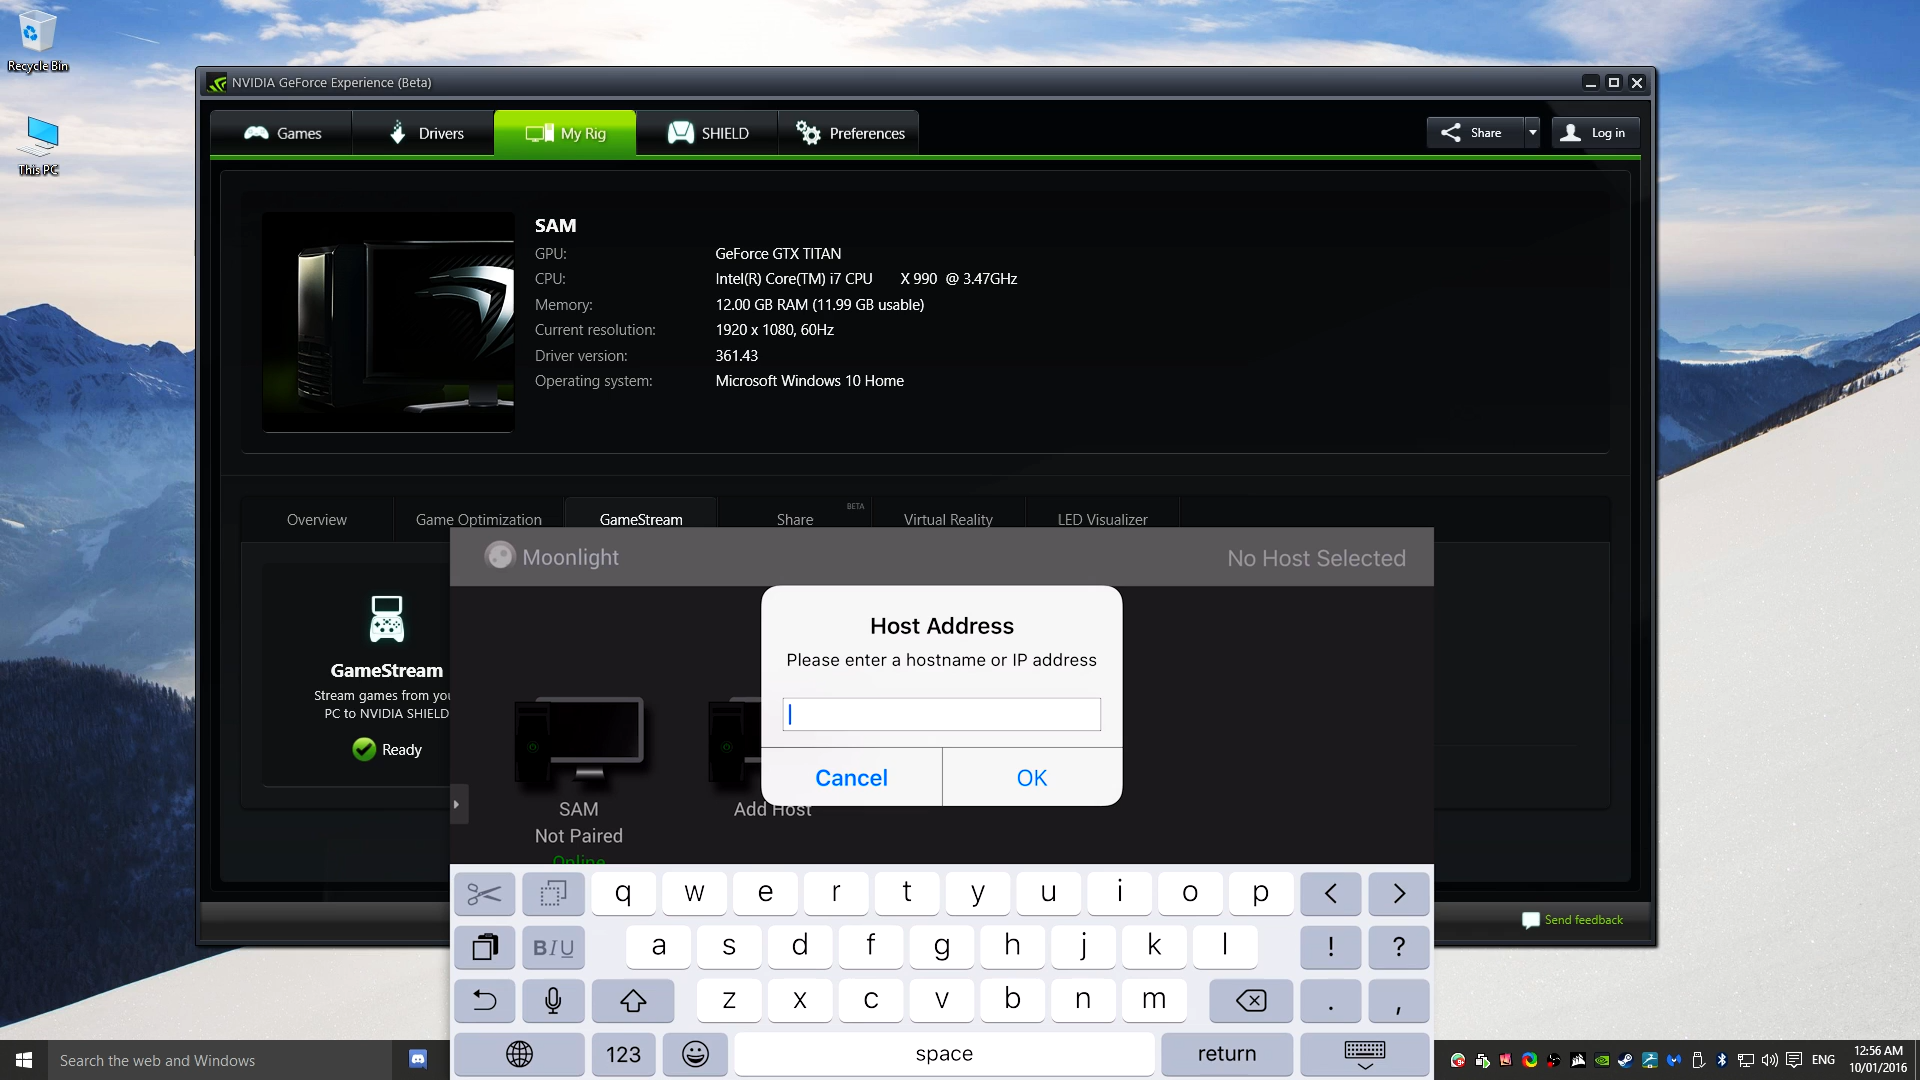 Recycle Bin
This PC
NVIDIA GeForce Experience (Beta)
Games
Drivers
My Rig
SHIELD
Preferences
Share
Log in
SAM
GPU: GeForce GTX TITAN
CPU: Intel(R) Core(TM) i7 CPU X 990 @ 3.47GHz
Memory: 12.00 GB RAM (11.99 GB usable)
Current resolution: 1920 x 1080, 60Hz
Driver version: 361.43
Operating system: Microsoft Windows 10 Home
Overview
Game Optimization
GameStream
Share
BETA
Virtual Reality
LED Visualizer
GameStream
Stream games from you
PC to NVIDIA SHIELD
Ready
Moonlight
No Host Selected
Host Address
Please enter a hostname or IP address
Cancel
OK
SAM
Not Paired
Online
Add Host
q w e r t y u i o p < >
BIU a s d f g h j k l ! ?
z x c v b n m . ,
123 space return
Send feedback
Search the web and Windows
ENG
12:56 AM
10/01/2016